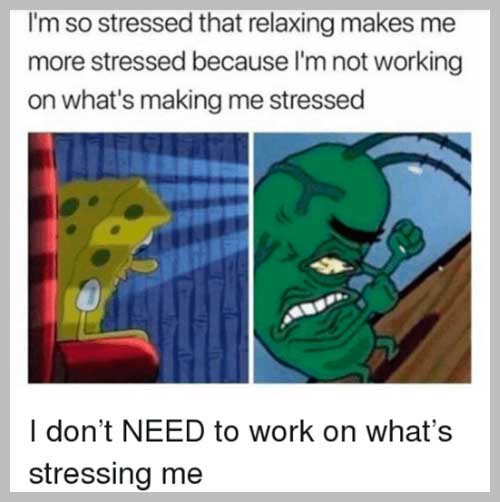 I'm so stressed that relaxing makes me
more stressed because I'm not working
on what's making me stressed
I don’t NEED to work on what’s
stressing me